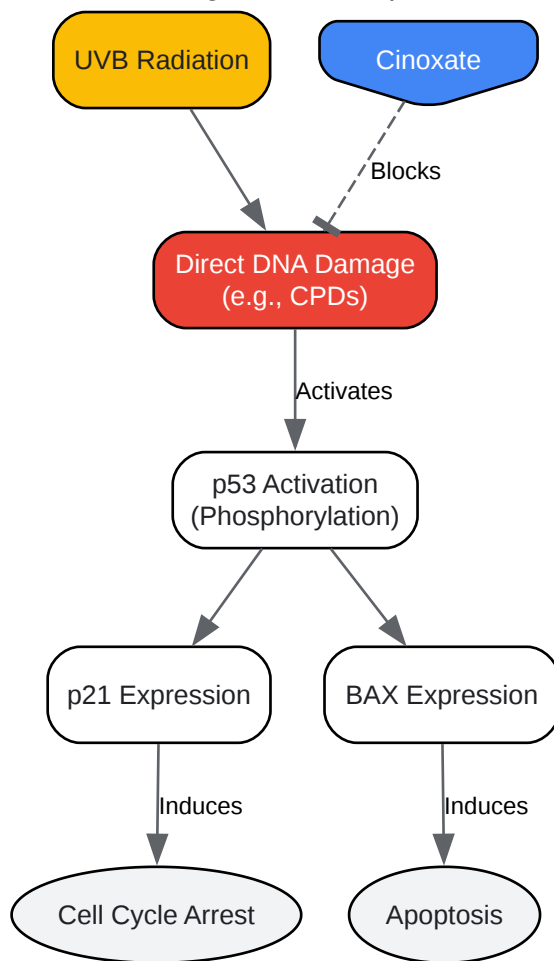 UVB Radiation
Cinoxate
Blocks
Direct DNA Damage
(e.g., CPDs)
Activates
p53 Activation
(Phosphorylation)
p21 Expression
BAX Expression
Induces
Induces
Cell Cycle Arrest
Apoptosis